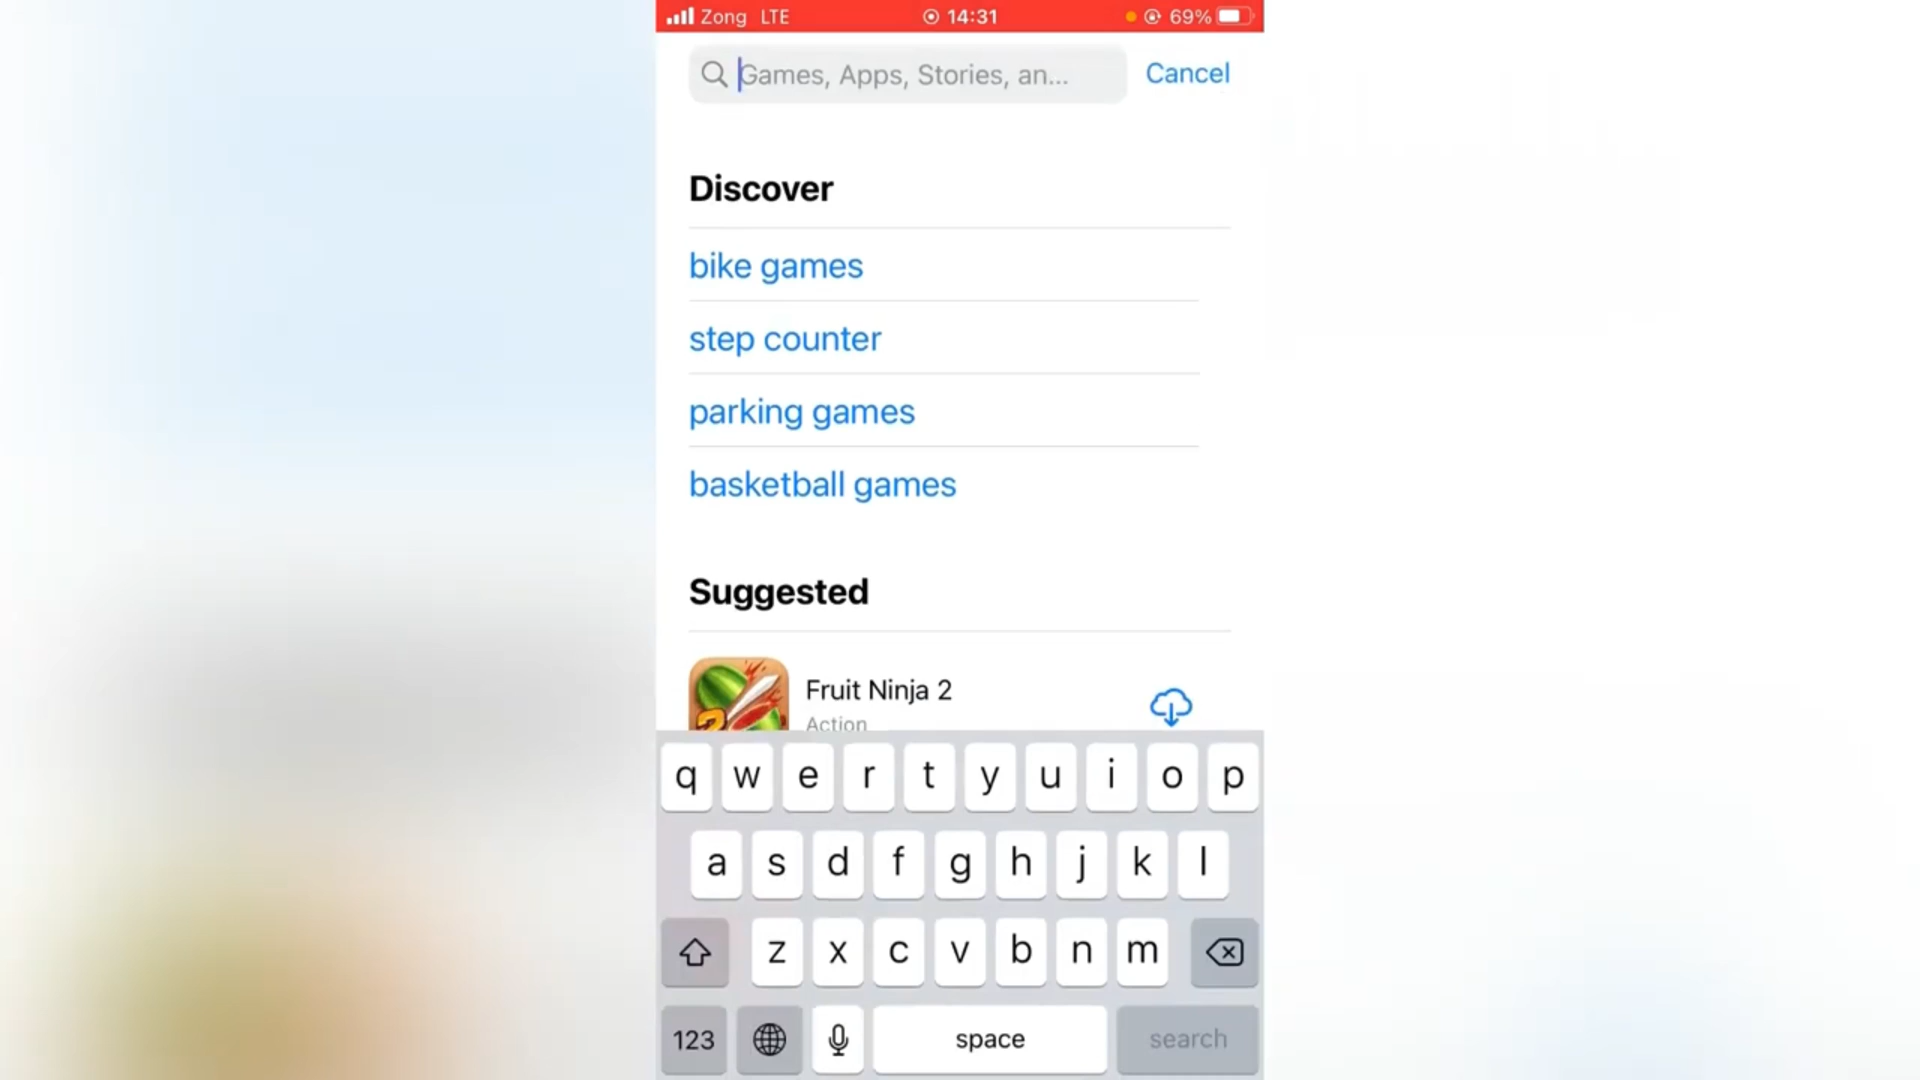 Zong LTE 14:31 69%
Games, Apps, Stories, an... Cancel
Discover
bike games
step counter
parking games
basketball games
Suggested
Fruit Ninja 2
Action
2
q w e r t y u i o p
a s d f g h j k l
z x c v b n m
123 space search